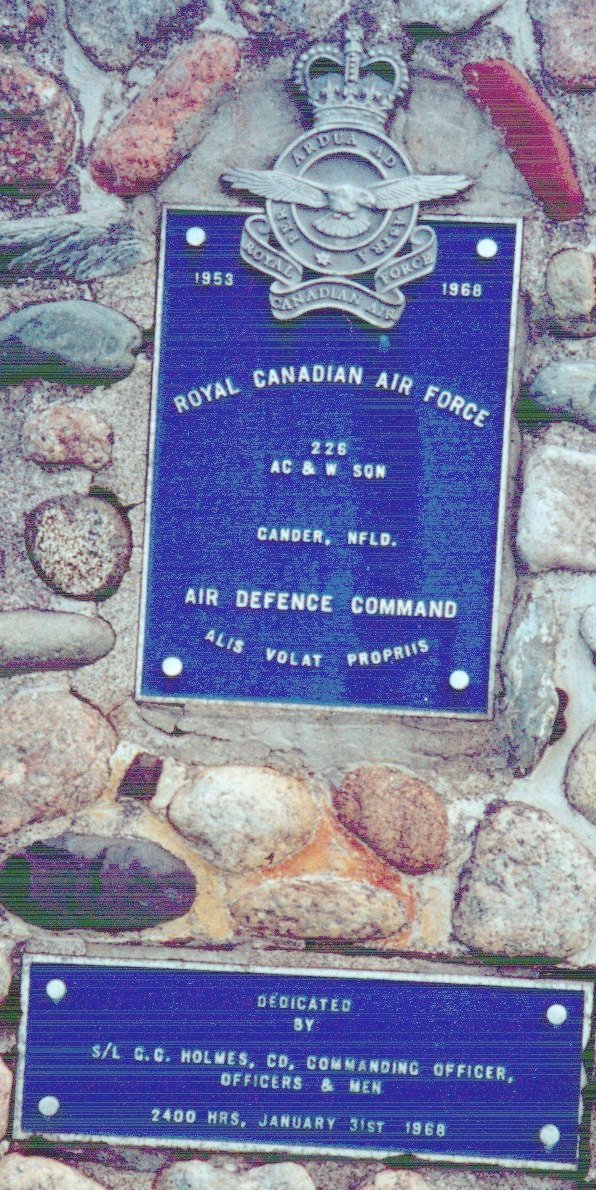 PER ARDUA AD ASTRA
ROYAL CANADIAN AIR FORCE
1953 1968
ROYAL CANADIAN AIR FORCE
226
AC & W SQN
GANDER, NFLD.
AIR DEFENCE COMMAND
ALIS VOLAT PROPRIIS
DEDICATED
BY
S/L G.G. HOLMES, CD, COMMANDING OFFICER,
OFFICERS & MEN
2400 HRS, JANUARY 31ST 1968